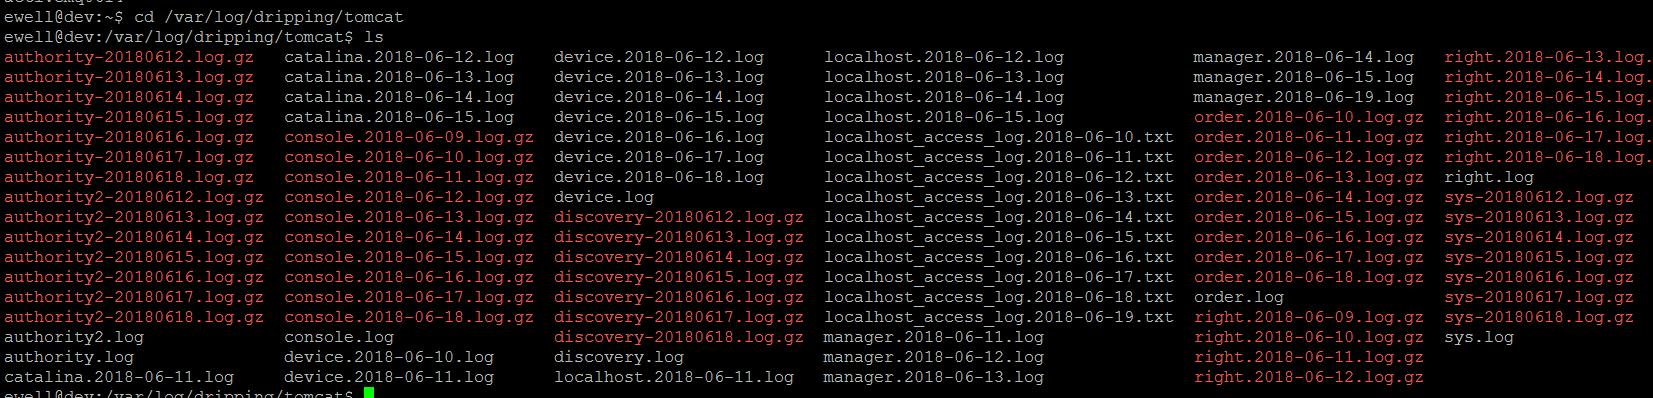 ewell@dev:~$ cd /var/log/dripping/tomcat
ewell@dev:/var/log/dripping/tomcat$ ls
authority-20180612.log.gz catalina.2018-06-12.log device.2018-06-12.log localhost.2018-06-12.log manager.2018-06-14.log right.2018-06-13.log.
authority-20180613.log.gz catalina.2018-06-13.log device.2018-06-13.log localhost.2018-06-13.log manager.2018-06-15.log right.2018-06-14.log.
authority-20180614.log.gz catalina.2018-06-14.log device.2018-06-14.log localhost.2018-06-14.log manager.2018-06-19.log right.2018-06-15.log.
authority-20180615.log.gz catalina.2018-06-15.log device.2018-06-15.log localhost.2018-06-15.log order.2018-06-10.log.gz right.2018-06-16.log.
authority-20180616.log.gz console.2018-06-09.log.gz device.2018-06-16.log localhost_access_log.2018-06-10.txt order.2018-06-11.log.gz right.2018-06-17.log.
authority-20180617.log.gz console.2018-06-10.log.gz device.2018-06-17.log localhost_access_log.2018-06-11.txt order.2018-06-12.log.gz right.2018-06-18.log.
authority-20180618.log.gz console.2018-06-11.log.gz device.2018-06-18.log localhost_access_log.2018-06-12.txt order.2018-06-13.log.gz right.log
authority2-20180612.log.gz console.2018-06-12.log.gz device.log localhost_access_log.2018-06-13.txt order.2018-06-14.log.gz sys-20180612.log.gz
authority2-20180613.log.gz console.2018-06-13.log.gz discovery-20180612.log.gz localhost_access_log.2018-06-14.txt order.2018-06-15.log.gz sys-20180613.log.gz
authority2-20180614.log.gz console.2018-06-14.log.gz discovery-20180613.log.gz localhost_access_log.2018-06-15.txt order.2018-06-16.log.gz sys-20180614.log.gz
authority2-20180615.log.gz console.2018-06-15.log.gz discovery-20180614.log.gz localhost_access_log.2018-06-16.txt order.2018-06-17.log.gz sys-20180615.log.gz
authority2-20180616.log.gz console.2018-06-16.log.gz discovery-20180615.log.gz localhost_access_log.2018-06-17.txt order.2018-06-18.log.gz sys-20180616.log.gz
authority2-20180617.log.gz console.2018-06-17.log.gz discovery-20180616.log.gz localhost_access_log.2018-06-18.txt order.log sys-20180617.log.gz
authority2-20180618.log.gz console.2018-06-18.log.gz discovery-20180617.log.gz localhost_access_log.2018-06-19.txt right.2018-06-09.log.gz sys-20180618.log.gz
authority2.log console.log discovery-20180618.log.gz manager.2018-06-11.log right.2018-06-10.log.gz sys.log
authority.log device.2018-06-10.log discovery.log manager.2018-06-12.log right.2018-06-11.log.gz
catalina.2018-06-11.log device.2018-06-11.log localhost.2018-06-11.log manager.2018-06-13.log right.2018-06-12.log.gz
ewell@dev:/var/log/dripping/tomcat$